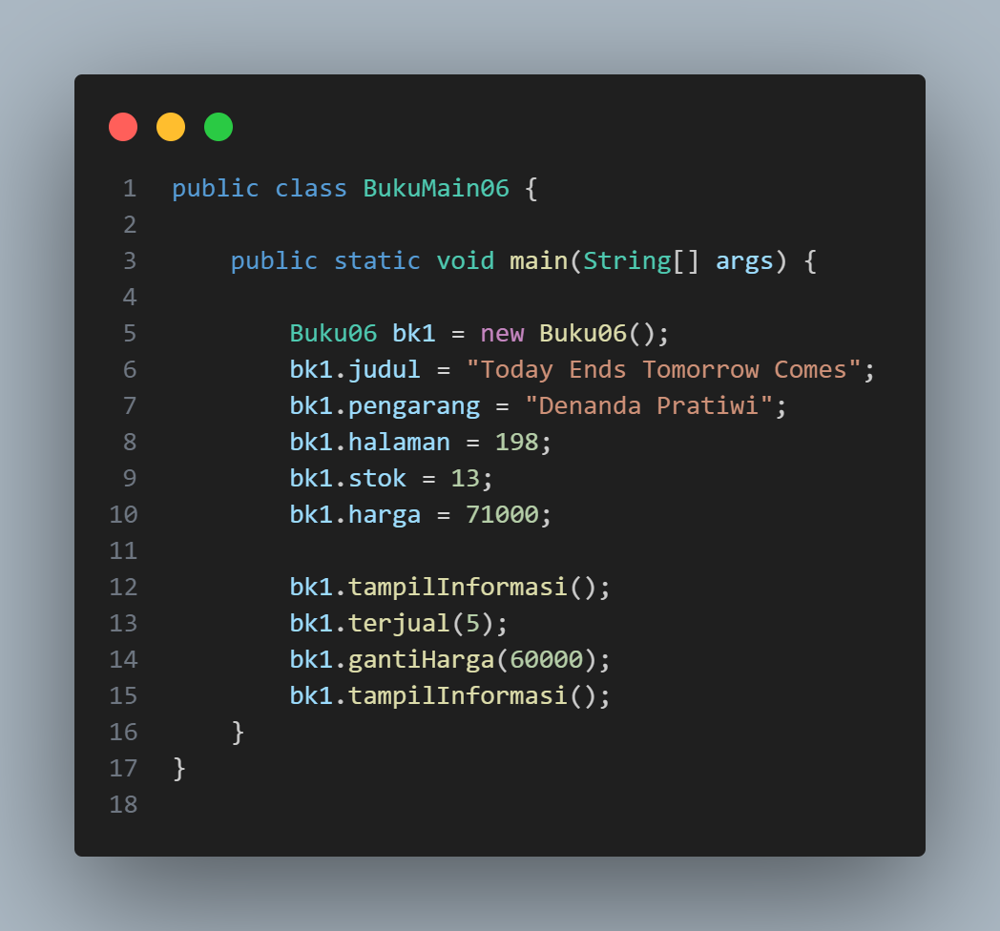 1 public class BukuMain06 {
2
3     public static void main(String[] args) {
4
5         Buku06 bk1 = new Buku06();
6         bk1.judul = "Today Ends Tomorrow Comes";
7         bk1.pengarang = "Denanda Pratiwi";
8         bk1.halaman = 198;
9         bk1.stok = 13;
10         bk1.harga = 71000;
11
12         bk1.tampilInformasi();
13         bk1.terjual(5);
14         bk1.gantiHarga(60000);
15         bk1.tampilInformasi();
16     }
17 }
18